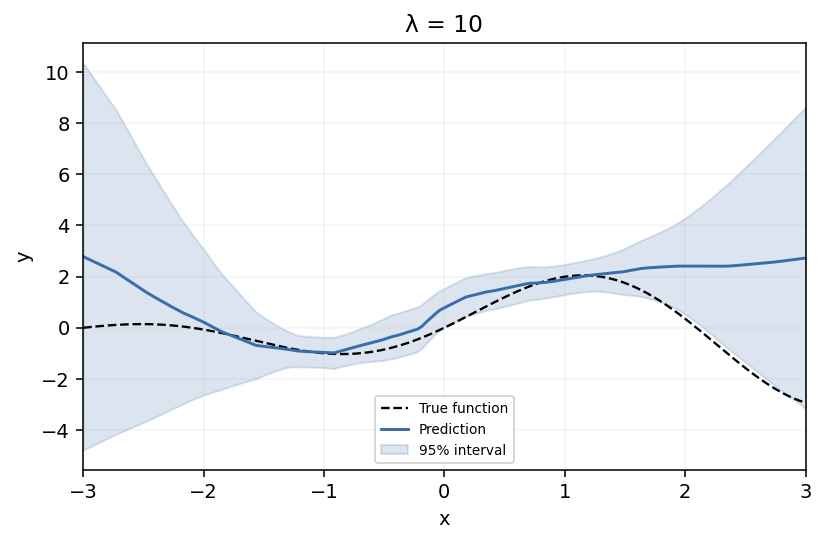 λ = 10
10
8
6
4
2
0
−2
−4
y
True function
Prediction
95% interval
−3 −2 −1 0 1 2 3
x